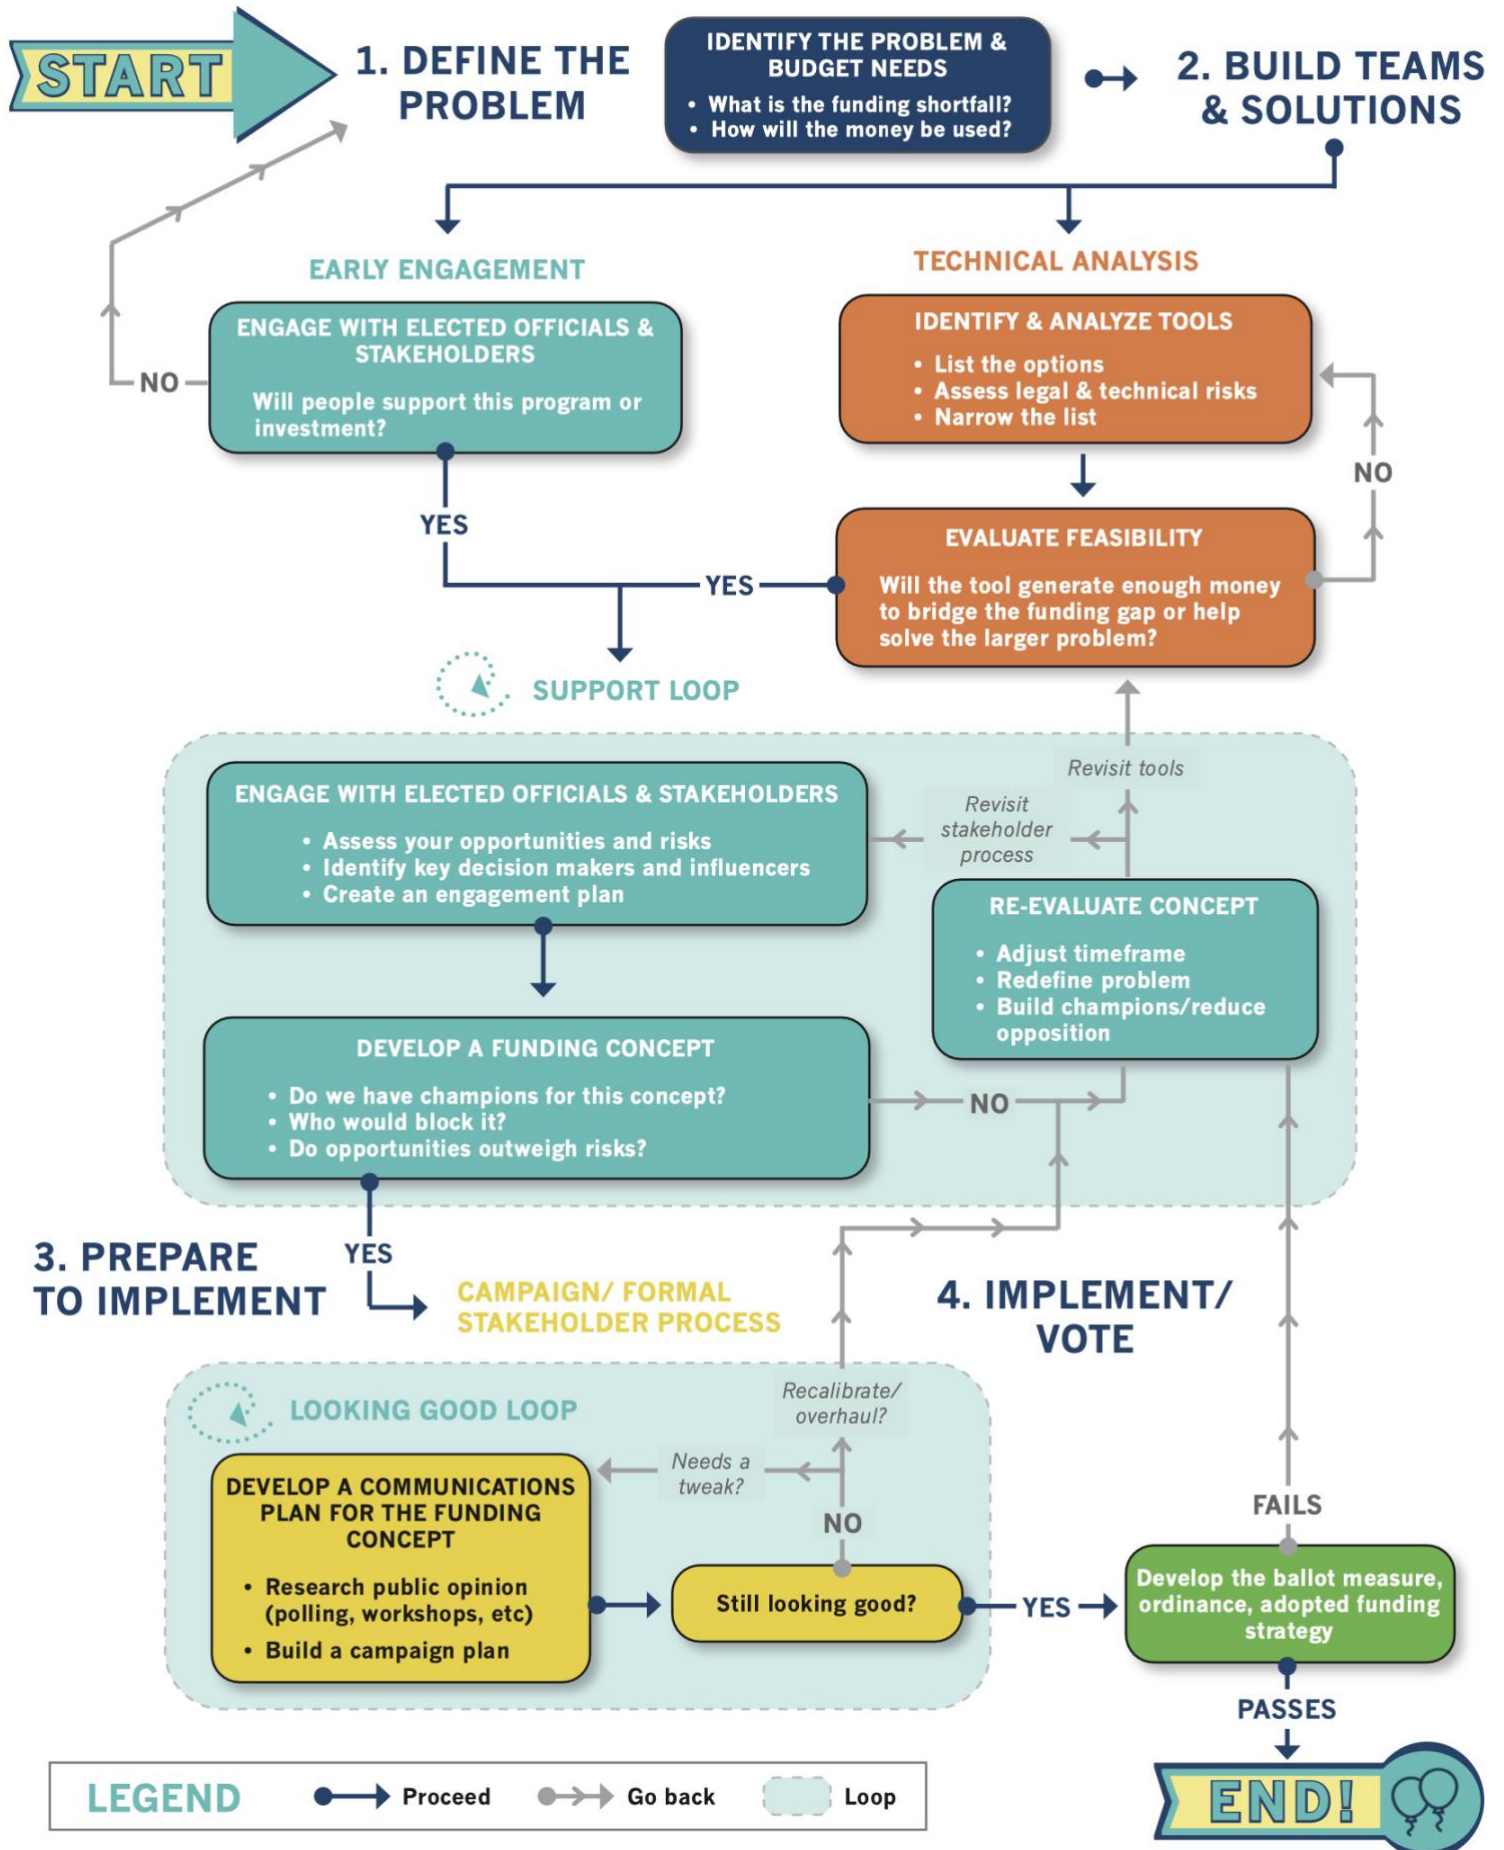 START
1. DEFINE THE
PROBLEM
IDENTIFY THE PROBLEM &
BUDGET NEEDS
• What is the funding shortfall?
• How will the money be used?
2. BUILD TEAMS
& SOLUTIONS
EARLY ENGAGEMENT
ENGAGE WITH ELECTED OFFICIALS &
STAKEHOLDERS
Will people support this program or
investment?
NO
YES
TECHNICAL ANALYSIS
IDENTIFY & ANALYZE TOOLS
• List the options
• Assess legal & technical risks
• Narrow the list
NO
EVALUATE FEASIBILITY
Will the tool generate enough money
to bridge the funding gap or help
solve the larger problem?
YES
SUPPORT LOOP
ENGAGE WITH ELECTED OFFICIALS & STAKEHOLDERS
• Assess your opportunities and risks
• Identify key decision makers and influencers
• Create an engagement plan
Revisit tools
Revisit
stakeholder
process
RE-EVALUATE CONCEPT
• Adjust timeframe
• Redefine problem
• Build champions/reduce
opposition
DEVELOP A FUNDING CONCEPT
• Do we have champions for this concept?
• Who would block it?
• Do opportunities outweigh risks?
NO
3. PREPARE
TO IMPLEMENT
YES
CAMPAIGN/ FORMAL
STAKEHOLDER PROCESS
4. IMPLEMENT/
VOTE
LOOKING GOOD LOOP
Recalibrate/
overhaul?
Needs a
tweak?
NO
DEVELOP A COMMUNICATIONS
PLAN FOR THE FUNDING
CONCEPT
• Research public opinion
(polling, workshops, etc)
• Build a campaign plan
Still looking good?
YES
FAILS
Develop the ballot measure,
ordinance, adopted funding
strategy
PASSES
END!
LEGEND
Proceed
Go back
Loop